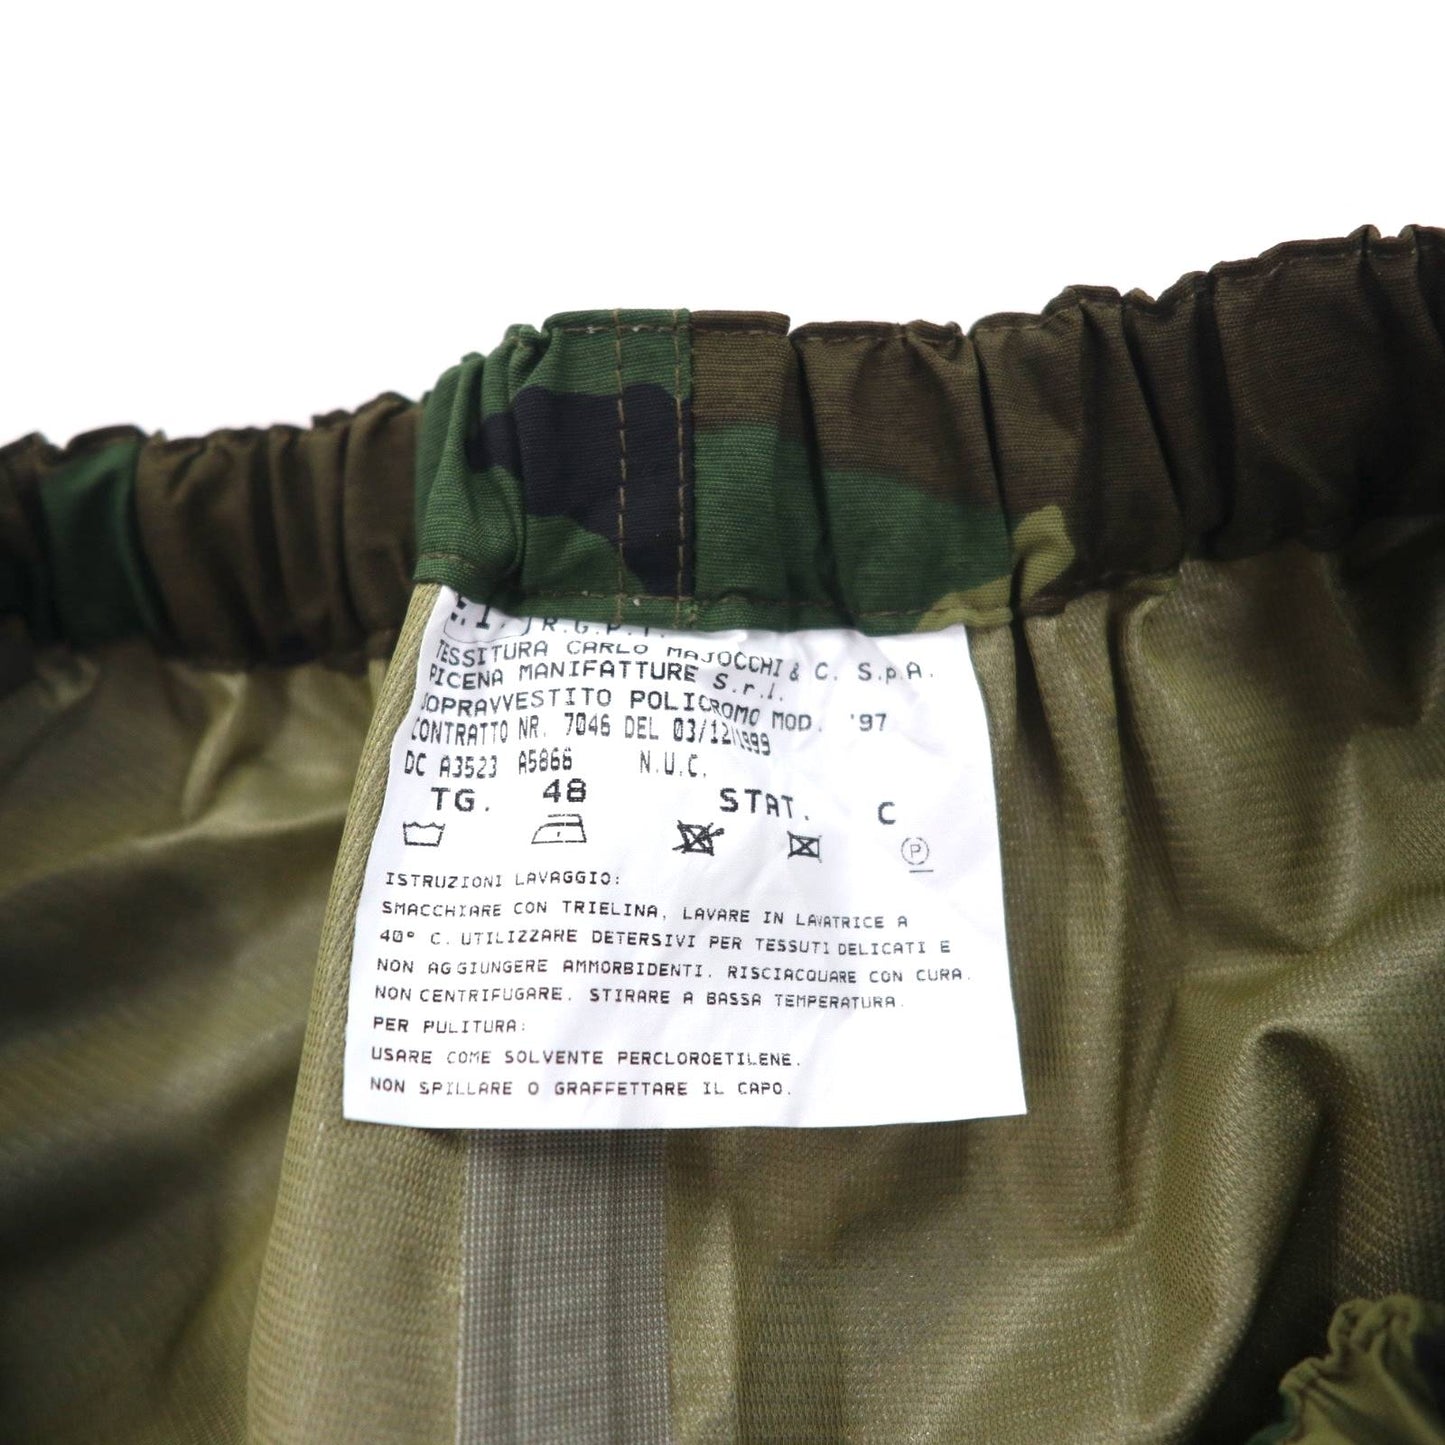 E.I. R.G.P.T.
TESSITURA CARLO MAJOCCHI & C. S.p.A.
PICENA MANIFATTURE S.r.l.
SOPRAVVESTITO POLICROMO MOD. '97
CONTRATTO NR. 7046 DEL 03/12/1999
DC A3523 A5866 N.U.C.
TG. 48 STAT. C
P
ISTRUZIONI LAVAGGIO:
SMACCHIARE CON TRIELINA, LAVARE IN LAVATRICE A
40° C. UTILIZZARE DETERSIVI PER TESSUTI DELICATI E
NON AGGIUNGERE AMMORBIDENTI. RISCIACQUARE CON CURA.
NON CENTRIFUGARE. STIRARE A BASSA TEMPERATURA.
PER PULITURA:
USARE COME SOLVENTE PERCLOROETILENE.
NON SPILLARE O GRAFFETTARE IL CAPO.